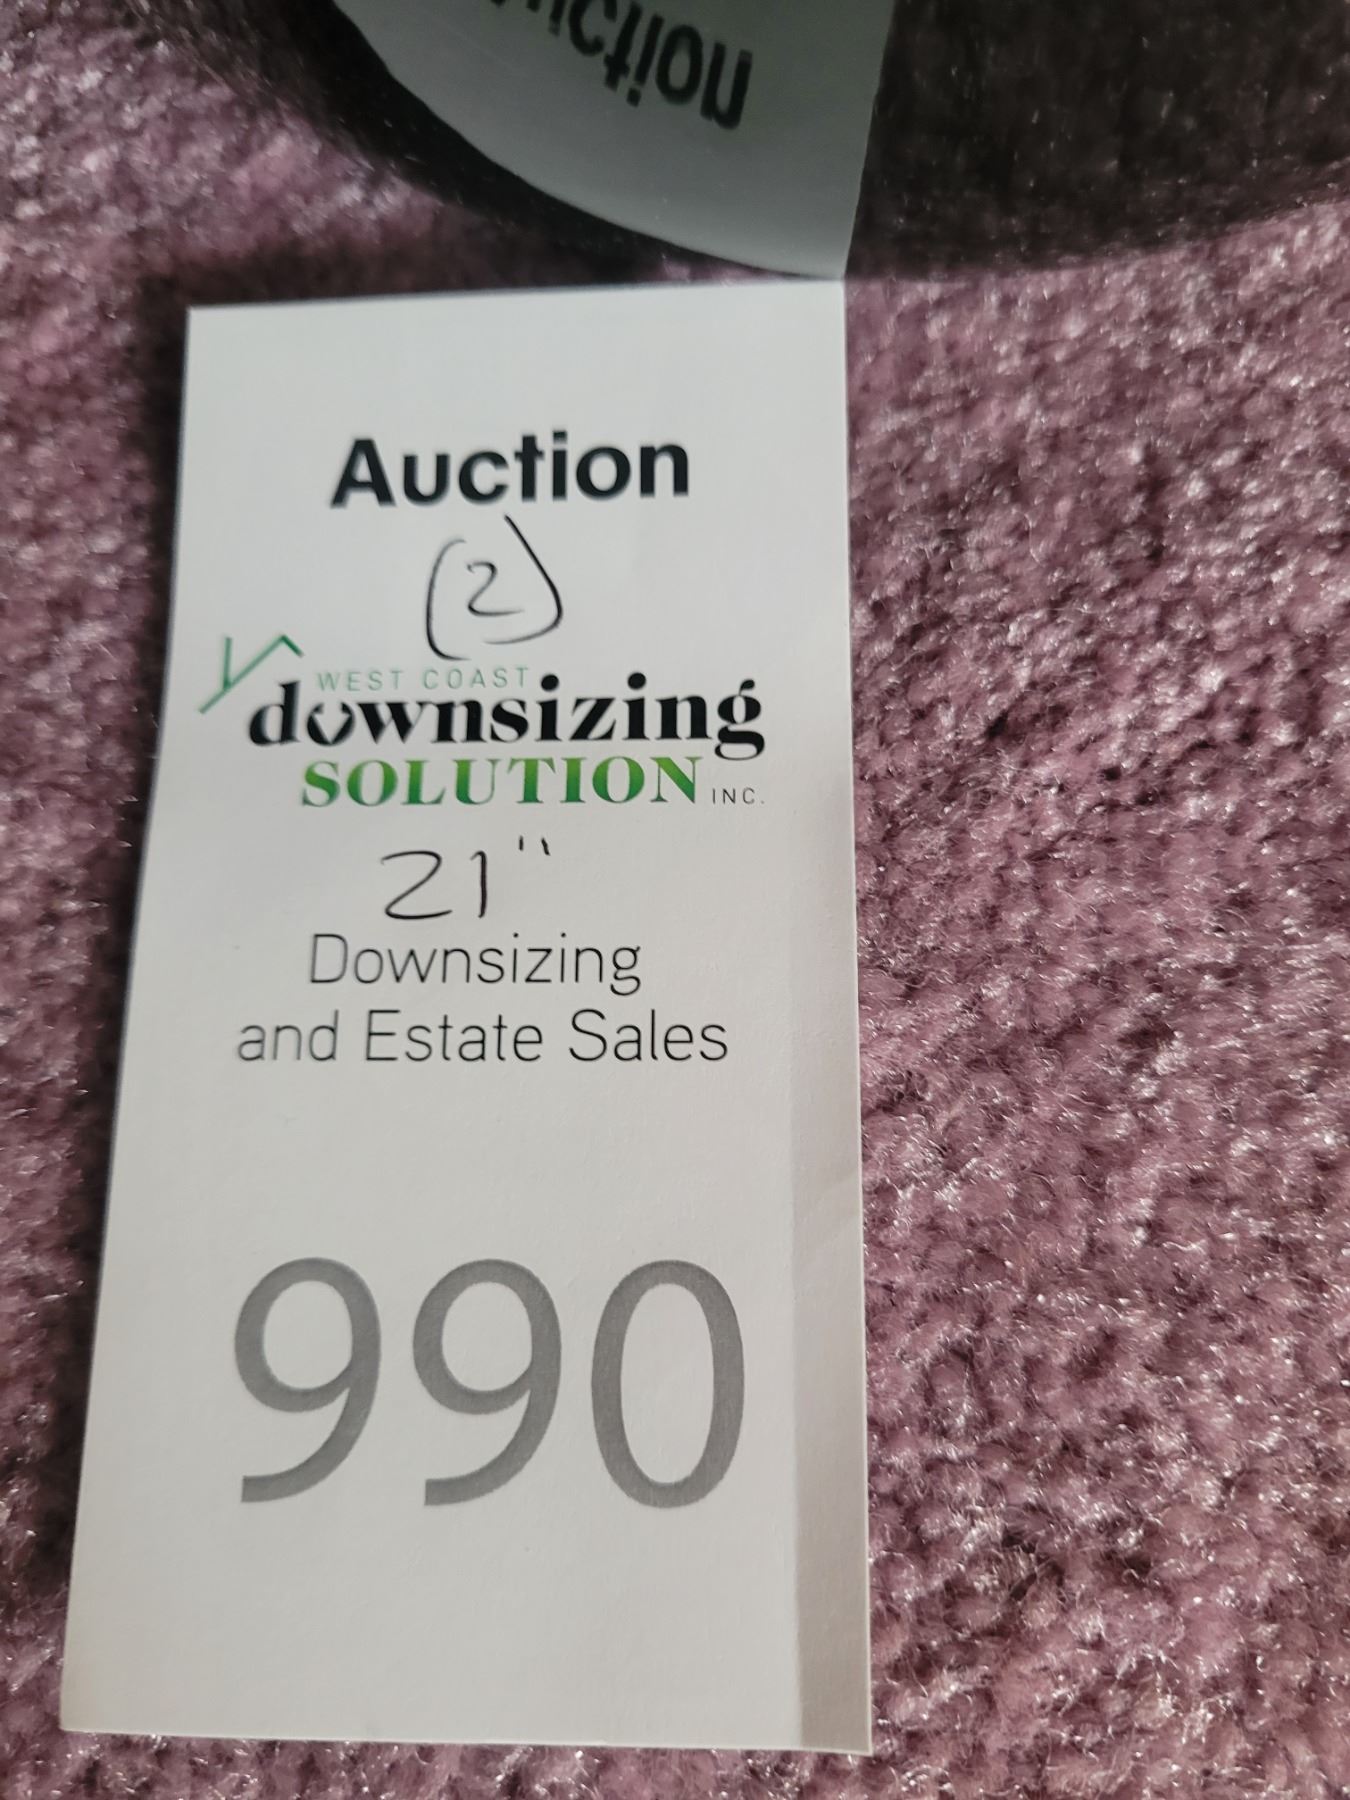 Auction
(2)
WEST COAST
downsizing
SOLUTION INC.
21"
Downsizing
and Estate Sales
990